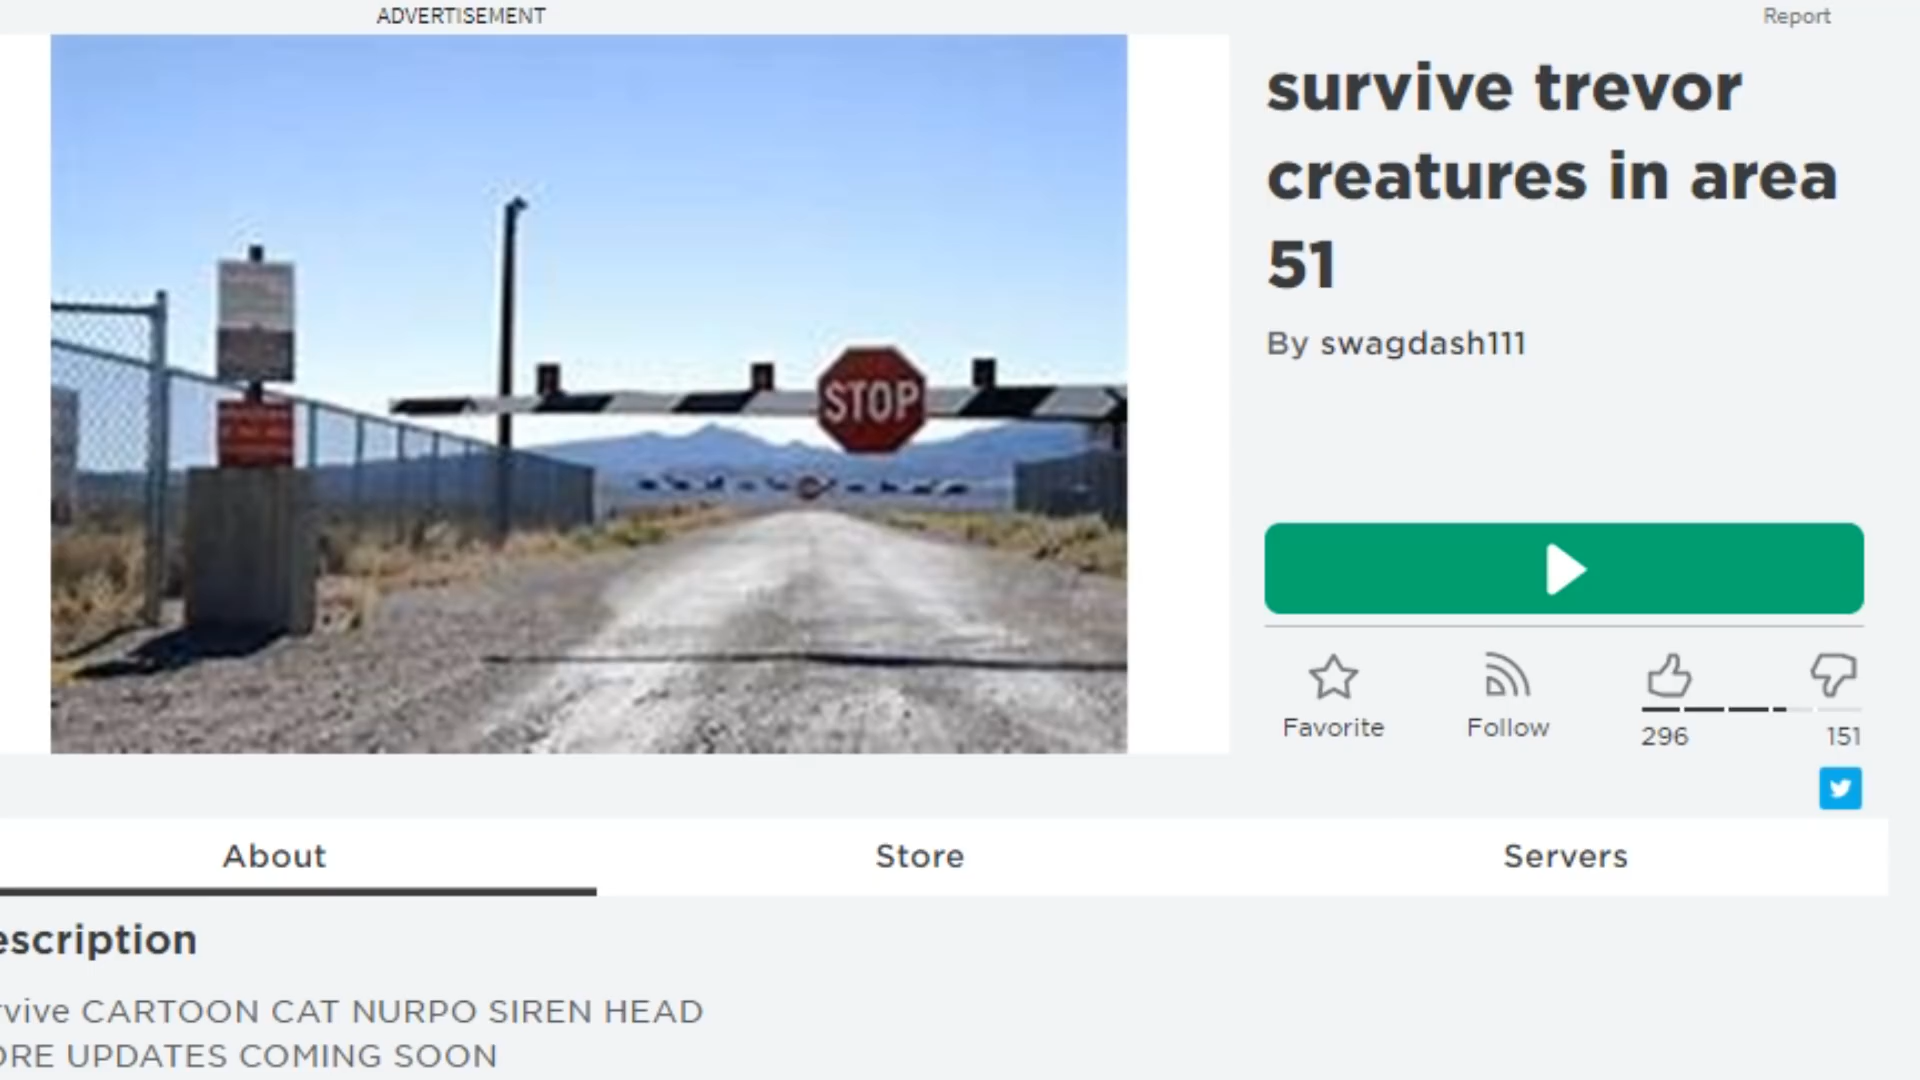 ADVERTISEMENT
Report
STOP
survive trevor
creatures in area
51
By swagdash111
Favorite
Follow
296
151
About
Store
Servers
escription
rvive CARTOON CAT NURPO SIREN HEAD
ORE UPDATES COMING SOON